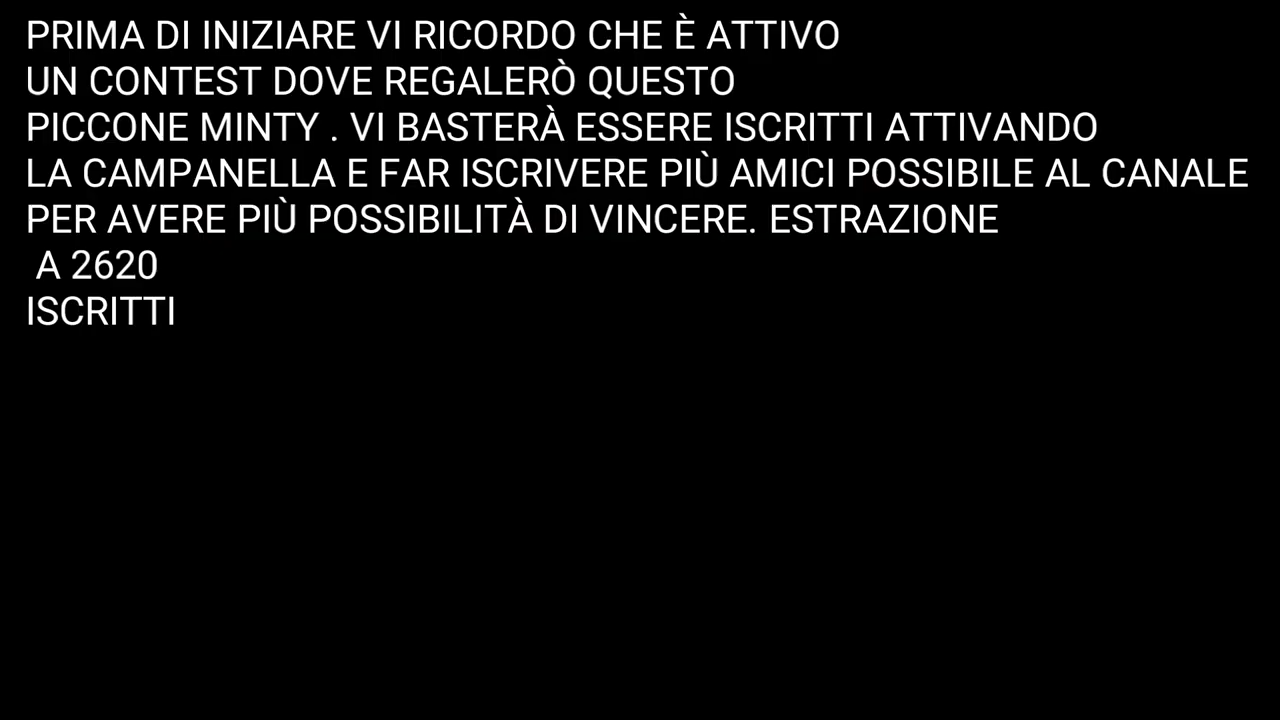 PRIMA DI INIZIARE VI RICORDO CHE È ATTIVO
UN CONTEST DOVE REGALERÒ QUESTO
PICCONE MINTY . VI BASTERÀ ESSERE ISCRITTI ATTIVANDO
LA CAMPANELLA E FAR ISCRIVERE PIÙ AMICI POSSIBILE AL CANALE
PER AVERE PIÙ POSSIBILITÀ DI VINCERE. ESTRAZIONE
A 2620
ISCRITTI